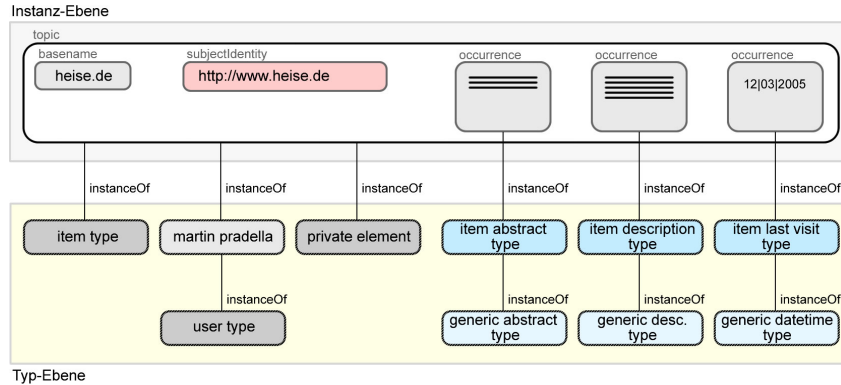 Instanz-Ebene
topic
basename
subjectIdentity
occurrence
occurrence
occurrence
heise.de
http://www.heise.de
12|03|2005
instanceOf
instanceOf
instanceOf
instanceOf
instanceOf
instanceOf
item type
martin pradella
private element
item abstract
type
item description
type
item last visit
type
instanceOf
instanceOf
instanceOf
instanceOf
user type
generic abstract
type
generic desc.
type
generic datetime
type
Typ-Ebene